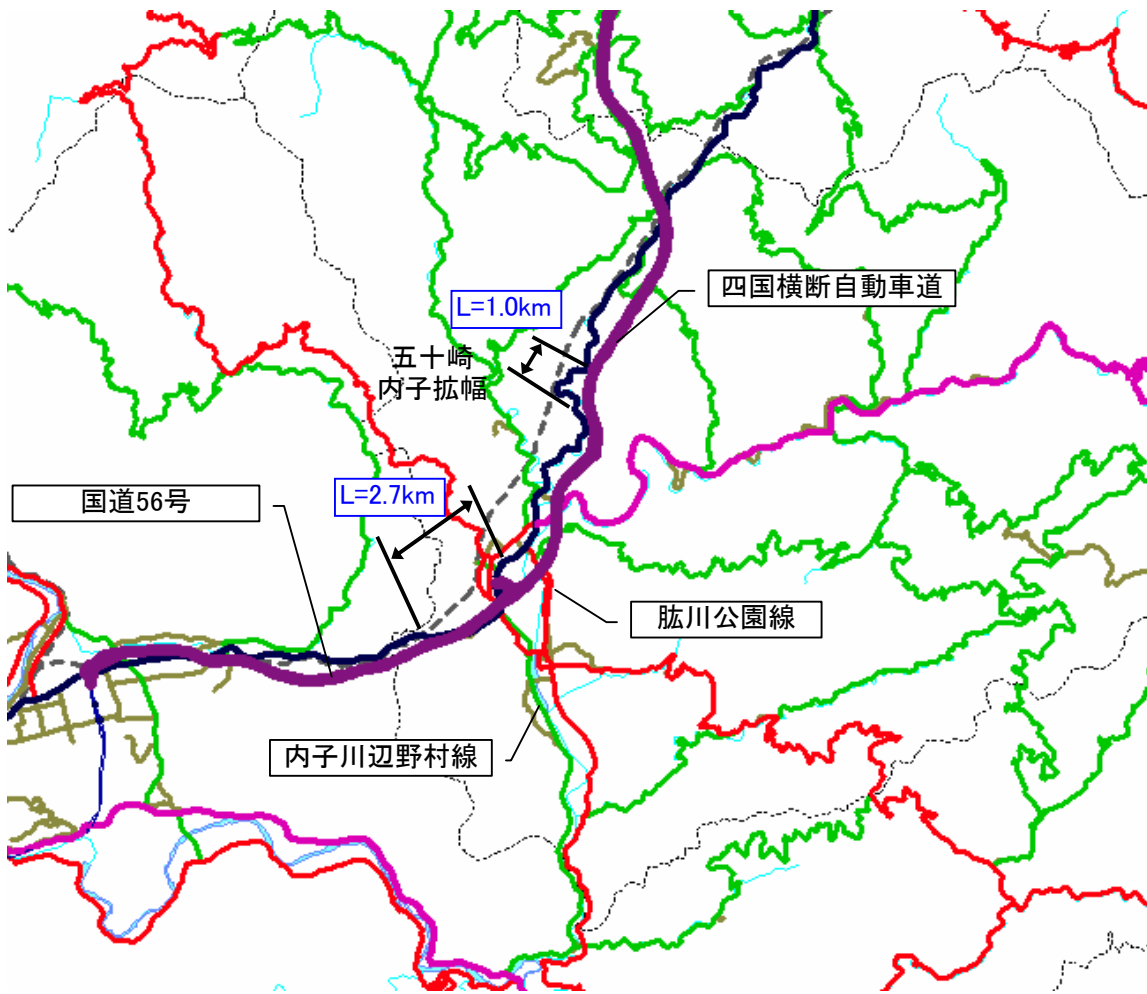 四国横断自動車道
L=1.0km
五十崎
内子拡幅
L=2.7km
国道56号
肱川公園線
内子川辺野村線